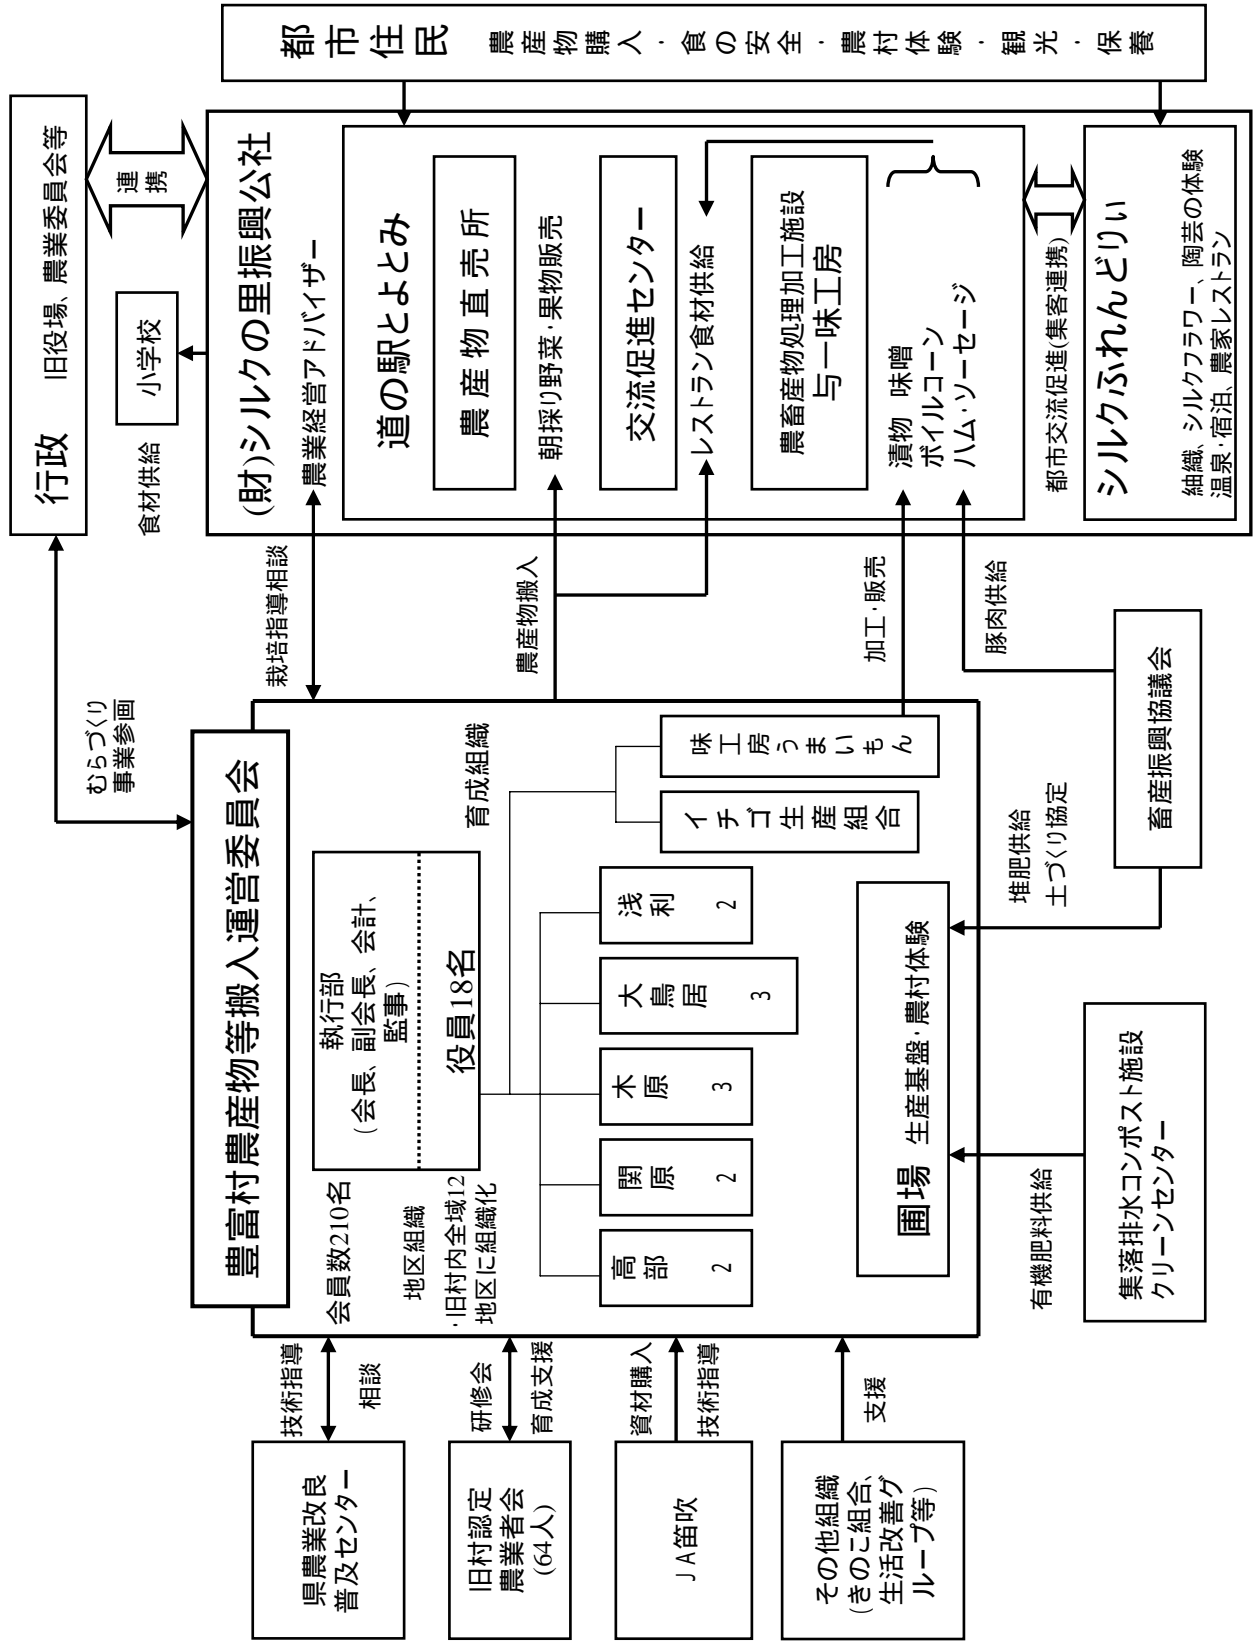 豊富村農産物等搬入運営委員会
むらづくり
事業参画
行政　旧役場、農業委員会等
連携
小学校
食材供給
都市住民　農産物購入・食の安全・農村体験・観光・保養
(財)シルクの里振興公社
農業経営アドバイザー
道の駅とよとみ
農産物直売所
朝採り野菜・果物販売
交流促進センター
レストラン食材供給
農畜産物処理加工施設
与一味工房
漬物 味噌
ボイルコーン
ハム・ソーセージ
都市交流促進(集客連携)
シルクふれんどりぃ
紬織、シルクフラワー、陶芸の体験
温泉・宿泊、農家レストラン
栽培指導相談
農産物搬入
加工・販売
豚肉供給
会員数210名
執行部
(会長、副会長、会計、
監事)
役員18名
地区組織
・旧村内全域12
地区に組織化
育成組織
味工房うまいもん
イチゴ生産組合
浅利　2
大鳥居　3
木原　3
関原　2
高部　2
圃場　生産基盤・農村体験
畜産振興協議会
堆肥供給
土づくり協定
有機肥料供給
集落排水コンポスト施設
クリーンセンター
技術指導
相談
県農業改良
普及センター
研修会
育成支援
旧村認定
農業者会
(64人)
資材購入
技術指導
ＪＡ笛吹
支援
その他組織
(きのこ組合、
生活改善グ
ループ等)